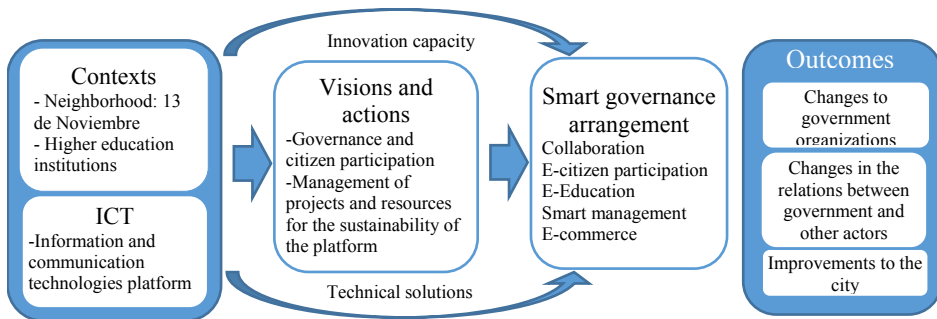 Innovation capacity
Contexts
- Neighborhood: 13
de Noviembre
- Higher education
institutions
ICT
-Information and
communication
technologies platform
Visions and
actions
-Governance and
citizen participation
-Management of
projects and resources
for the sustainability of
the platform
Smart governance
arrangement
Collaboration
E-citizen participation
E-Education
Smart management
E-commerce
Technical solutions
Outcomes
Changes to
government
organizations
Changes in the
relations between
government and
other actors
Improvements to the
city